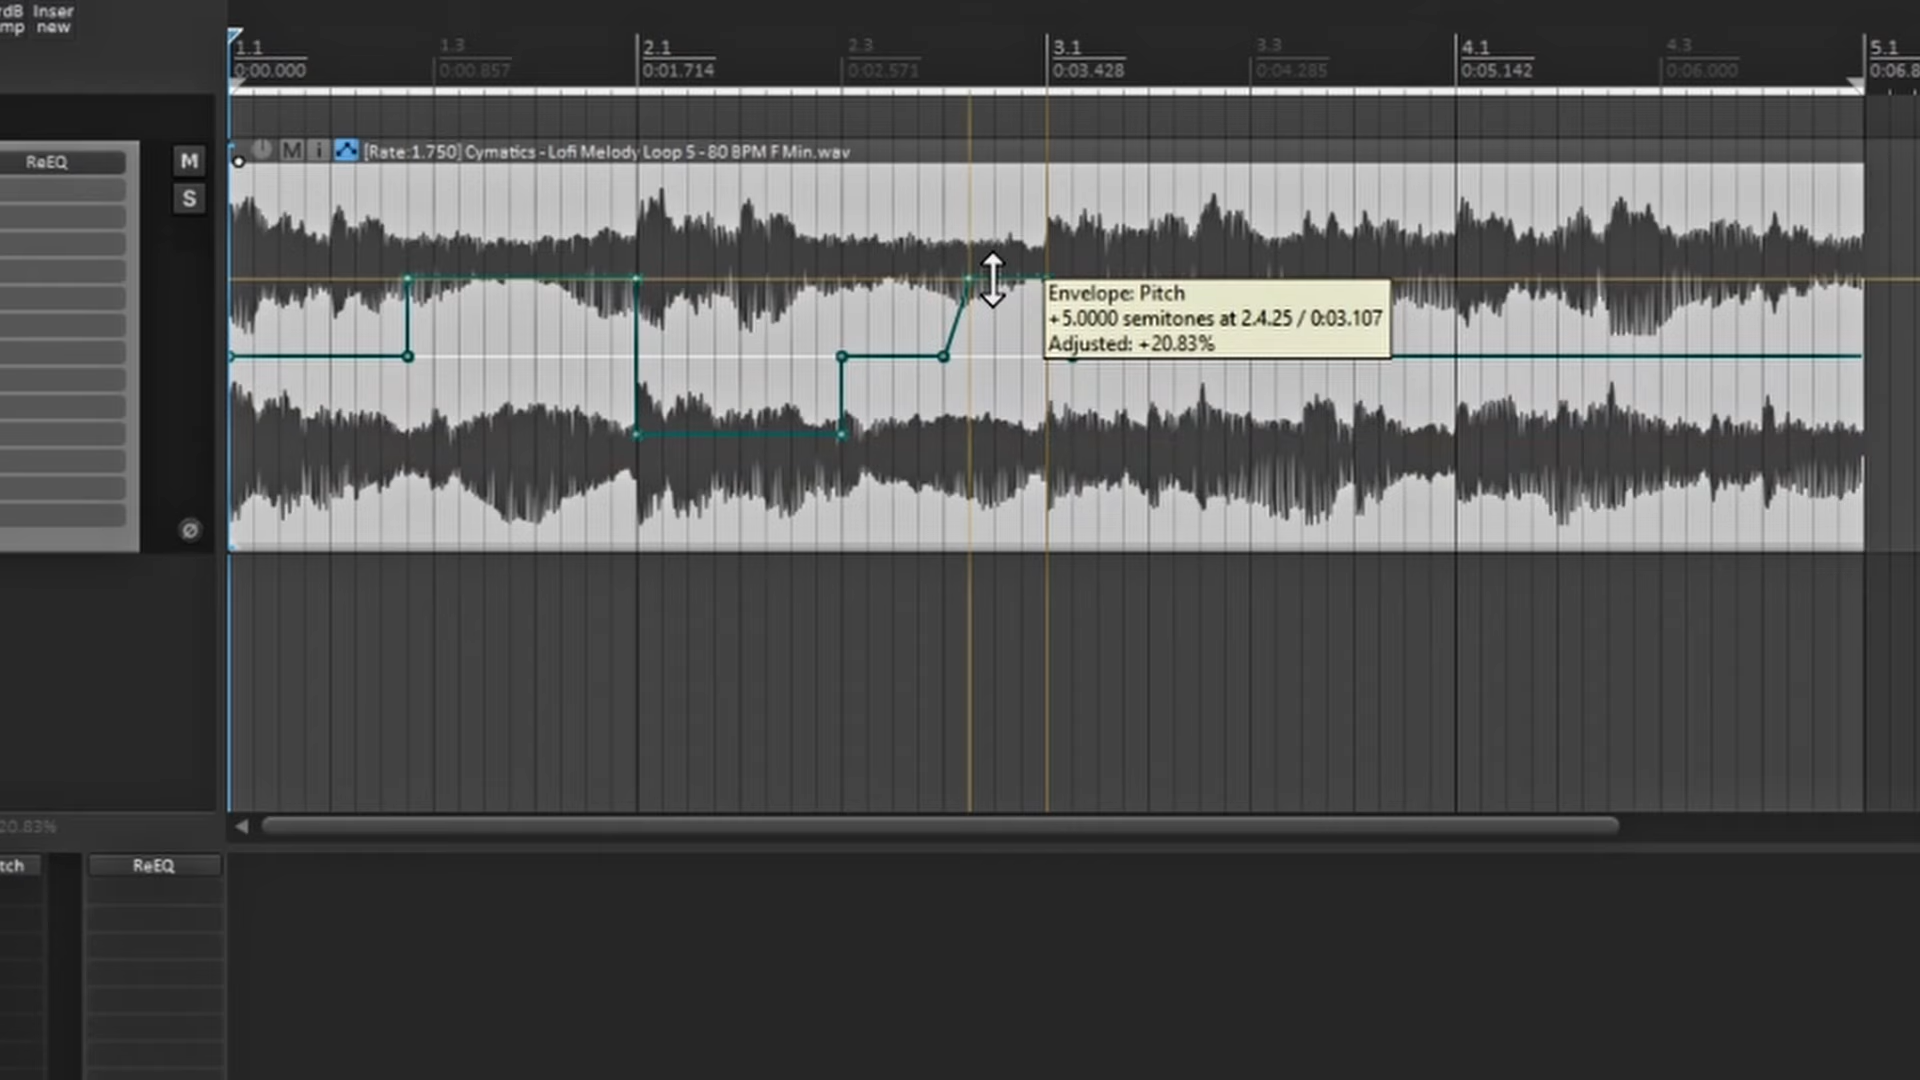 rdB Inser
mp new
1.1 1.3 2.1 2.3 3.1 3.3 4.1 4.3 5.1
0:00.000 0:00.857 0:01.714 0:02.571 0:03.428 0:04.285 0:05.142 0:06.000 0:06.8
ReEQ M
M i [Rate:1.750] Cymatics - Lofi Melody Loop 5 - 80 BPM F Min.wav
S
Envelope: Pitch
+5.0000 semitones at 2.4.25 / 0:03.107
Adjusted: +20.83%
20.83%
tch ReEQ